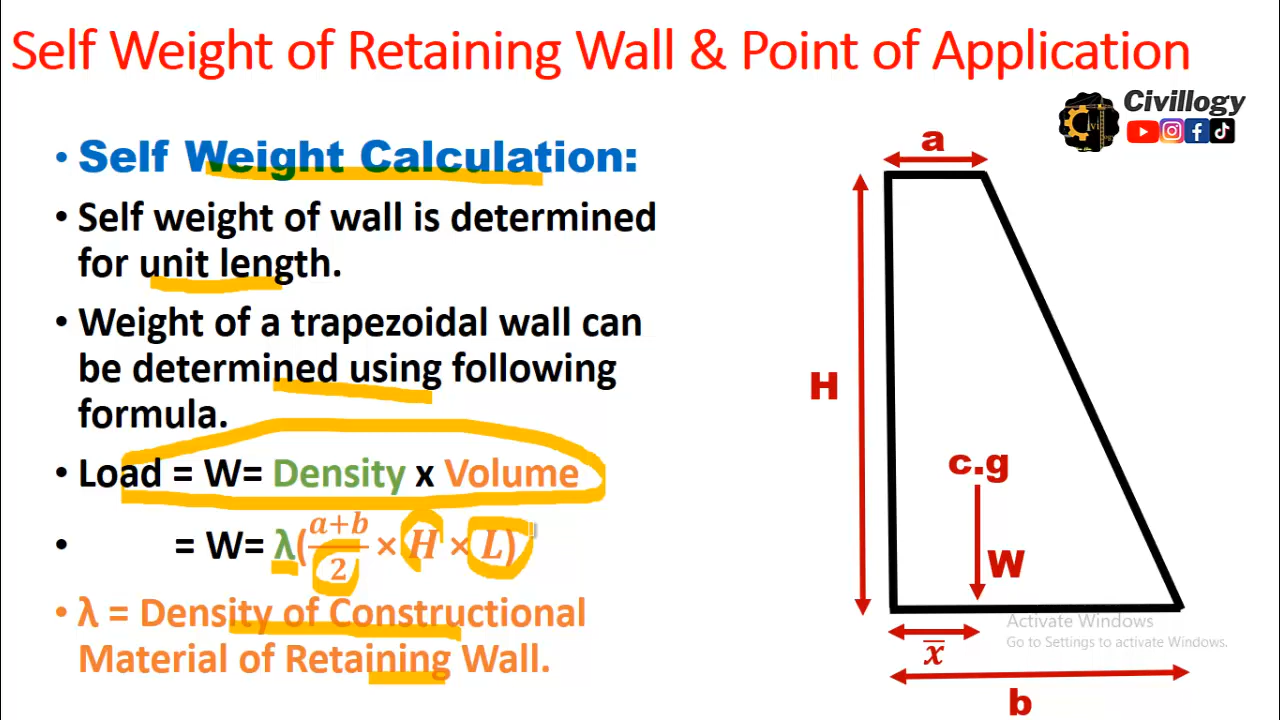 Self Weight of Retaining Wall & Point of Application
Civillogy
• Self Weight Calculation:
• Self weight of wall is determined
for unit length.
• Weight of a trapezoidal wall can
be determined using following
formula.
• Load = W= Density x Volume
• = W= λ(a+b/2 × H × L)
• λ = Density of Constructional
Material of Retaining Wall.
a
H
c.g
W
x̅
b
Activate Windows
Go to Settings to activate Windows.